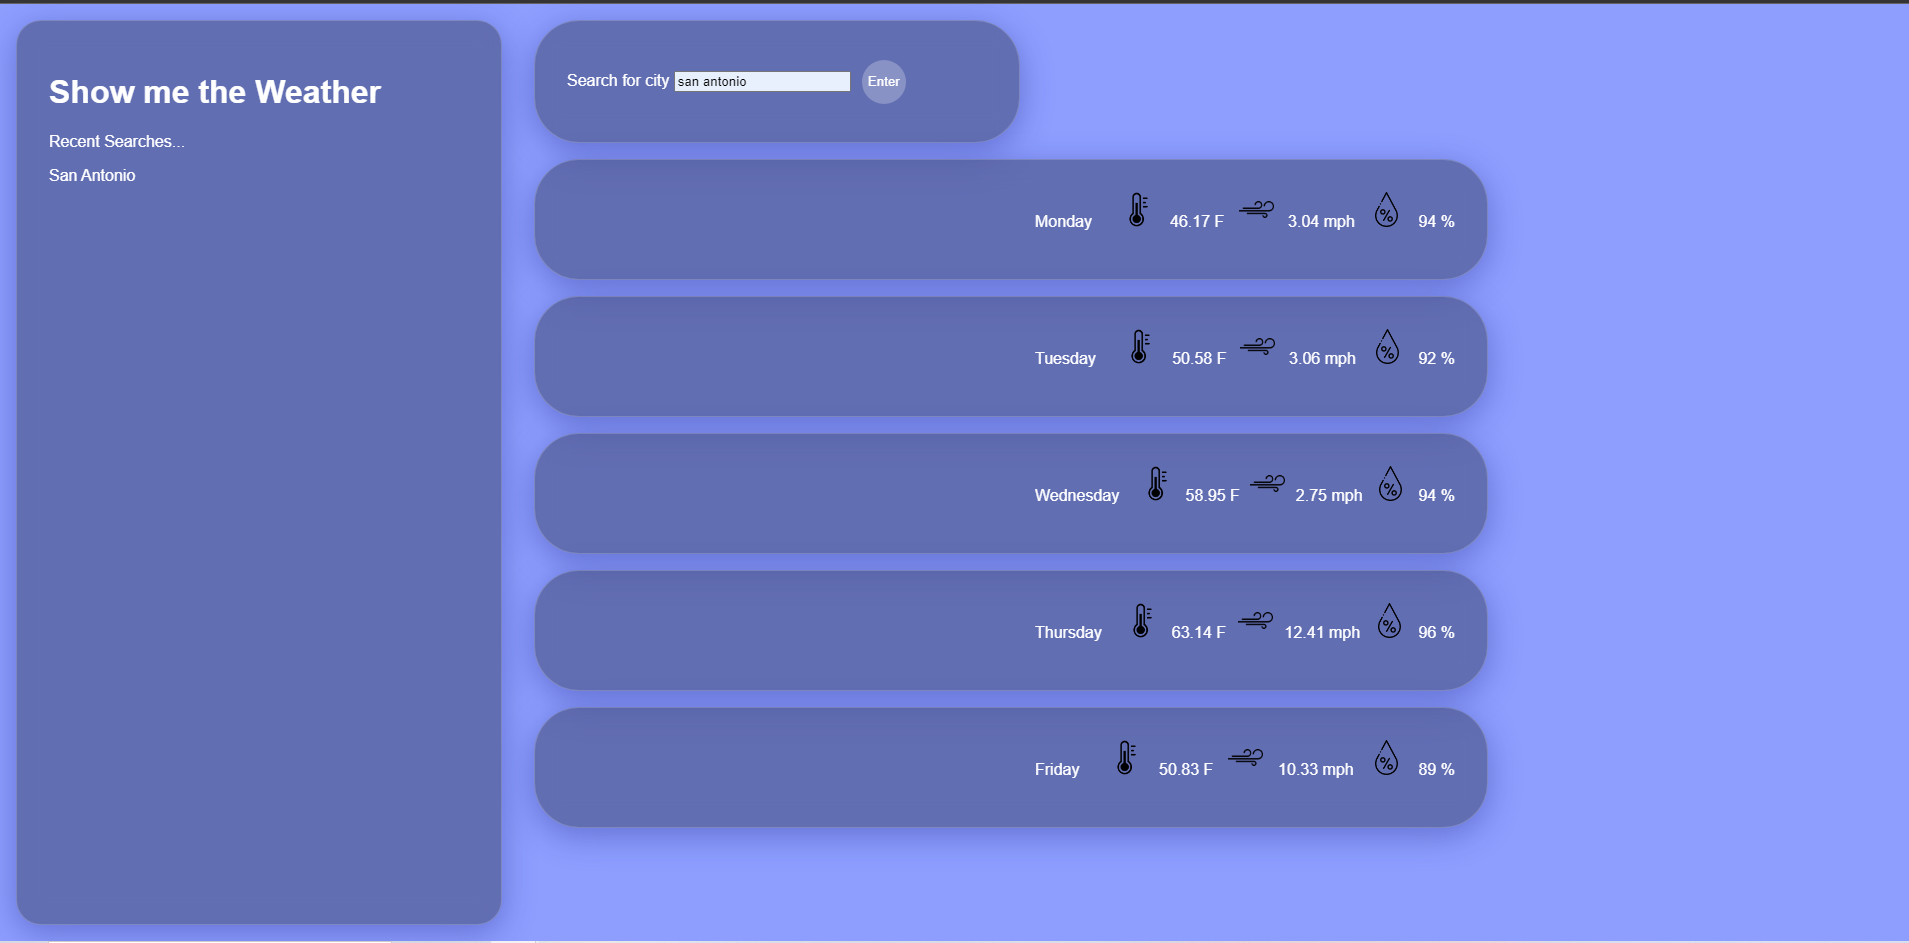 Show me the Weather
Recent Searches...
San Antonio
Search for city san antonio Enter
Monday 46.17 F 3.04 mph % 94 %
Tuesday 50.58 F 3.06 mph % 92 %
Wednesday 58.95 F 2.75 mph % 94 %
Thursday 63.14 F 12.41 mph % 96 %
Friday 50.83 F 10.33 mph % 89 %